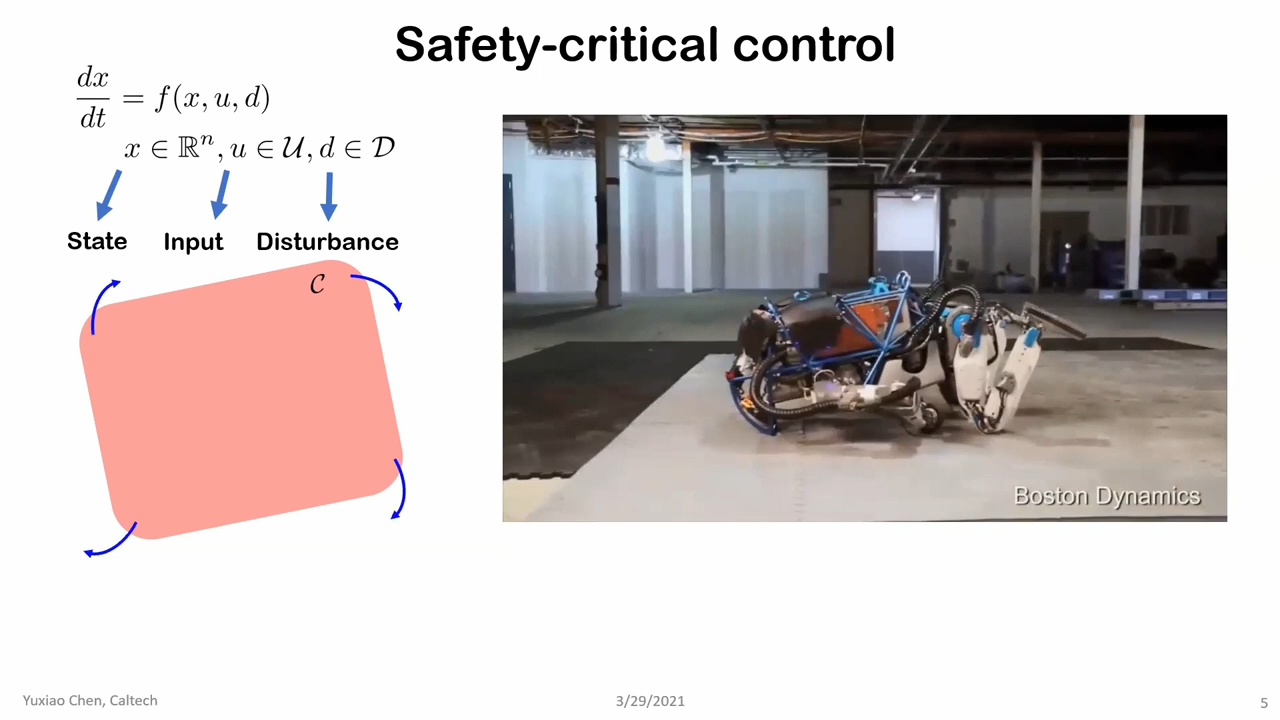 Safety-critical control
dx/dt = f(x, u, d)
x ∈ ℝⁿ, u ∈ 𝒰, d ∈ 𝒟
State Input Disturbance
𝒞
Boston Dynamics
Yuxiao Chen, Caltech 3/29/2021 5